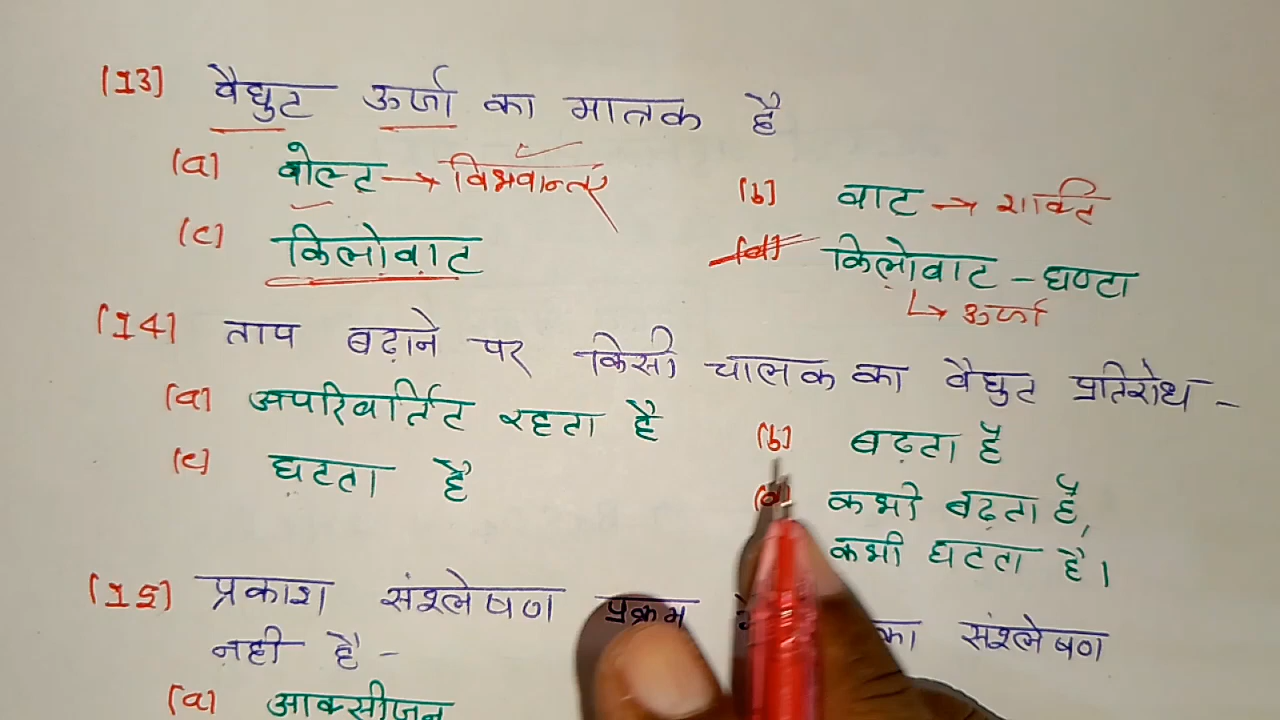 (13) वैद्युट ऊर्जा का मात्रक है
(a) वोल्ट → विभवान्तर
(b) वाट → शक्ति
(c) किलोवाट
(d) किलोवाट - घण्टा
↳ ऊर्जा
(14) ताप बढ़ाने पर किसी चालक का वैद्युट प्रतिरोध -
(a) अपरिवर्तिट रहता है
(b) बढ़ता है
(c) घटता है
(d) कभी बढ़ता है,
कभी घटता है।
(15) प्रकाश संश्लेषण प्रक्रम का संश्लेषण
नही है -
(a) आक्सीजन